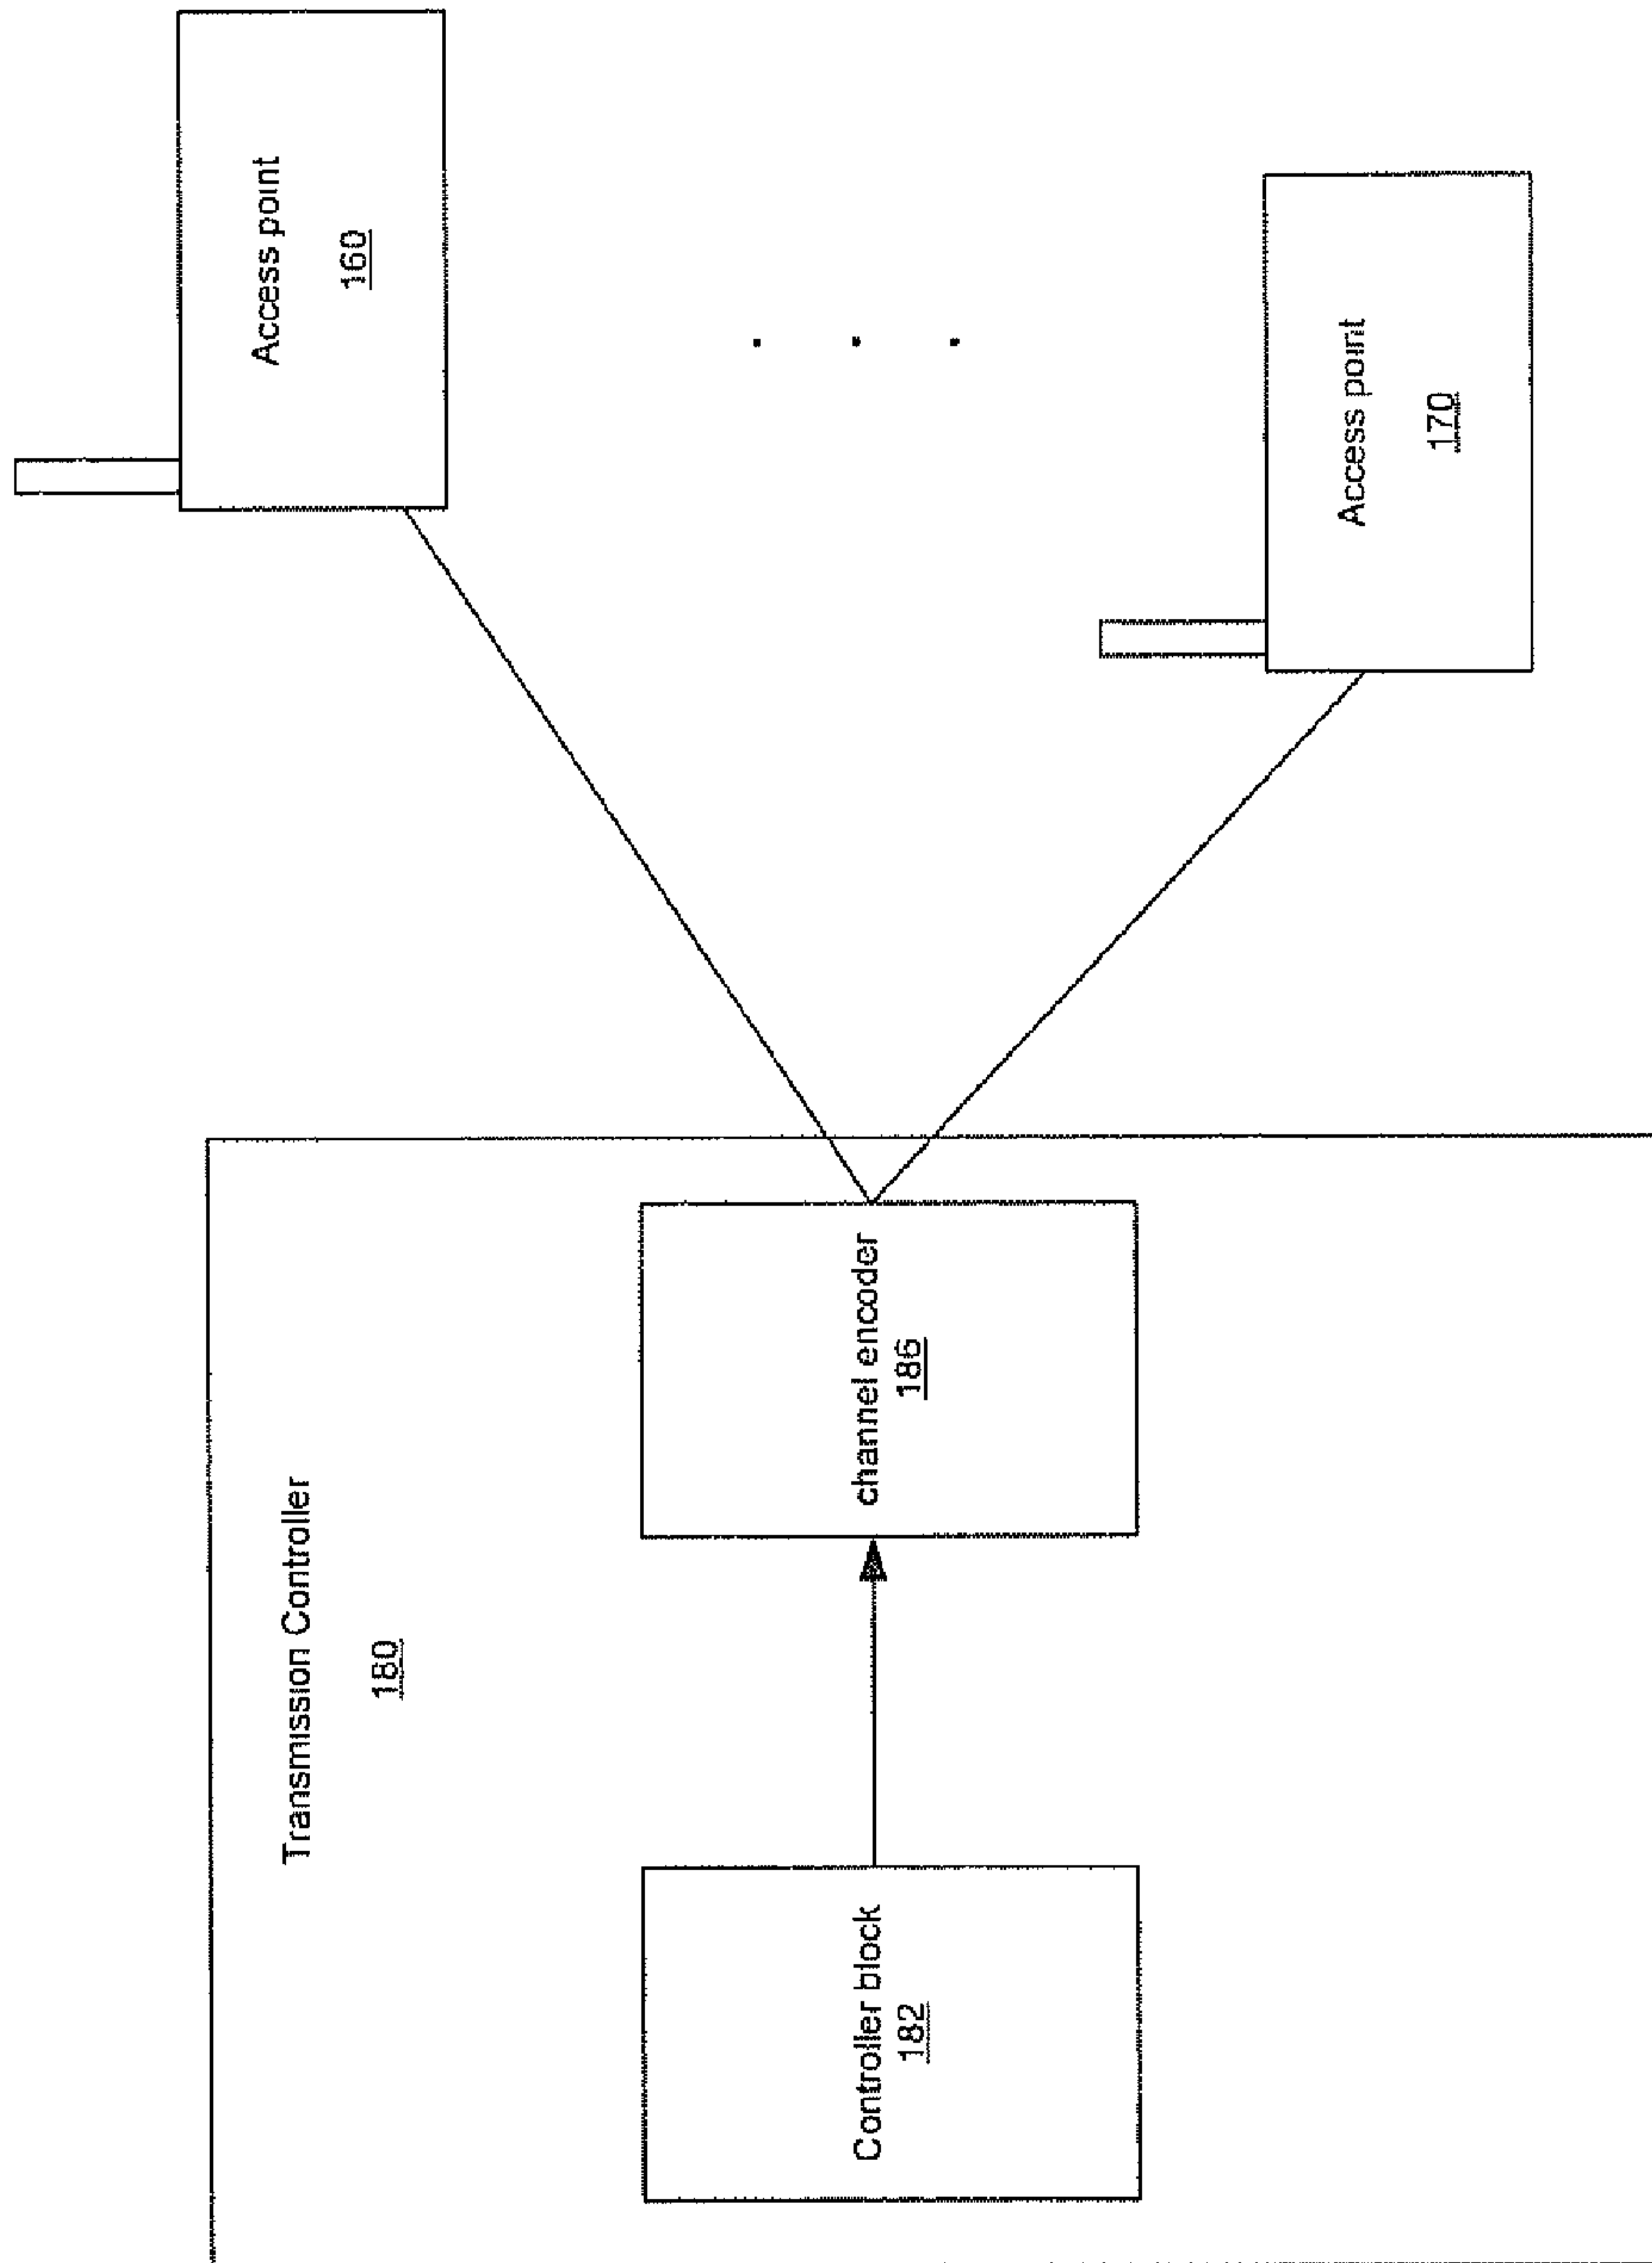 Transmission Controller
180
Controller block
182
channel encoder
186
Access point
160
Access point
170